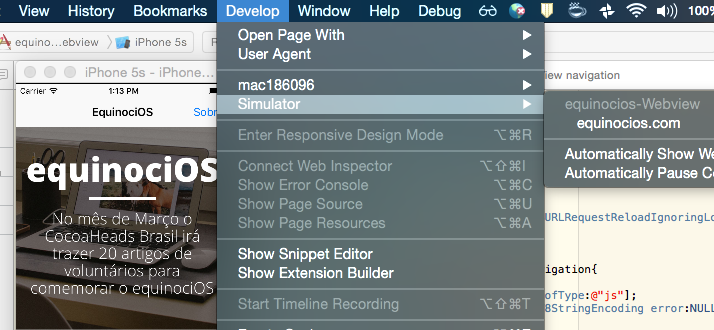 View History Bookmarks Develop Window Help Debug 100%
equino...ebview iPhone 5s
iPhone 5s - iPhone...
Carrier 1:13 PM
EquinociOS Sob
equinociOS
No mês de Março o
CocoaHeads Brasil irá
trazer 20 artigos de
voluntários para
comemorar o equinociOS
Open Page With
User Agent
mac186096
Simulator
Enter Responsive Design Mode ⌥⌘R
Connect Web Inspector ⌥⇧⌘I
Show Error Console ⌥⌘C
Show Page Source ⌥⌘U
Show Page Resources ⌥⌘A
Show Snippet Editor
Show Extension Builder
Start Timeline Recording ⌥⇧⌘T
equinocios-Webview
equinocios.com
Automatically Show We
Automatically Pause C
iew navigation
URLRequestReloadIgnoringLo
igation{
ofType:@"js"];
8StringEncoding error:NULL